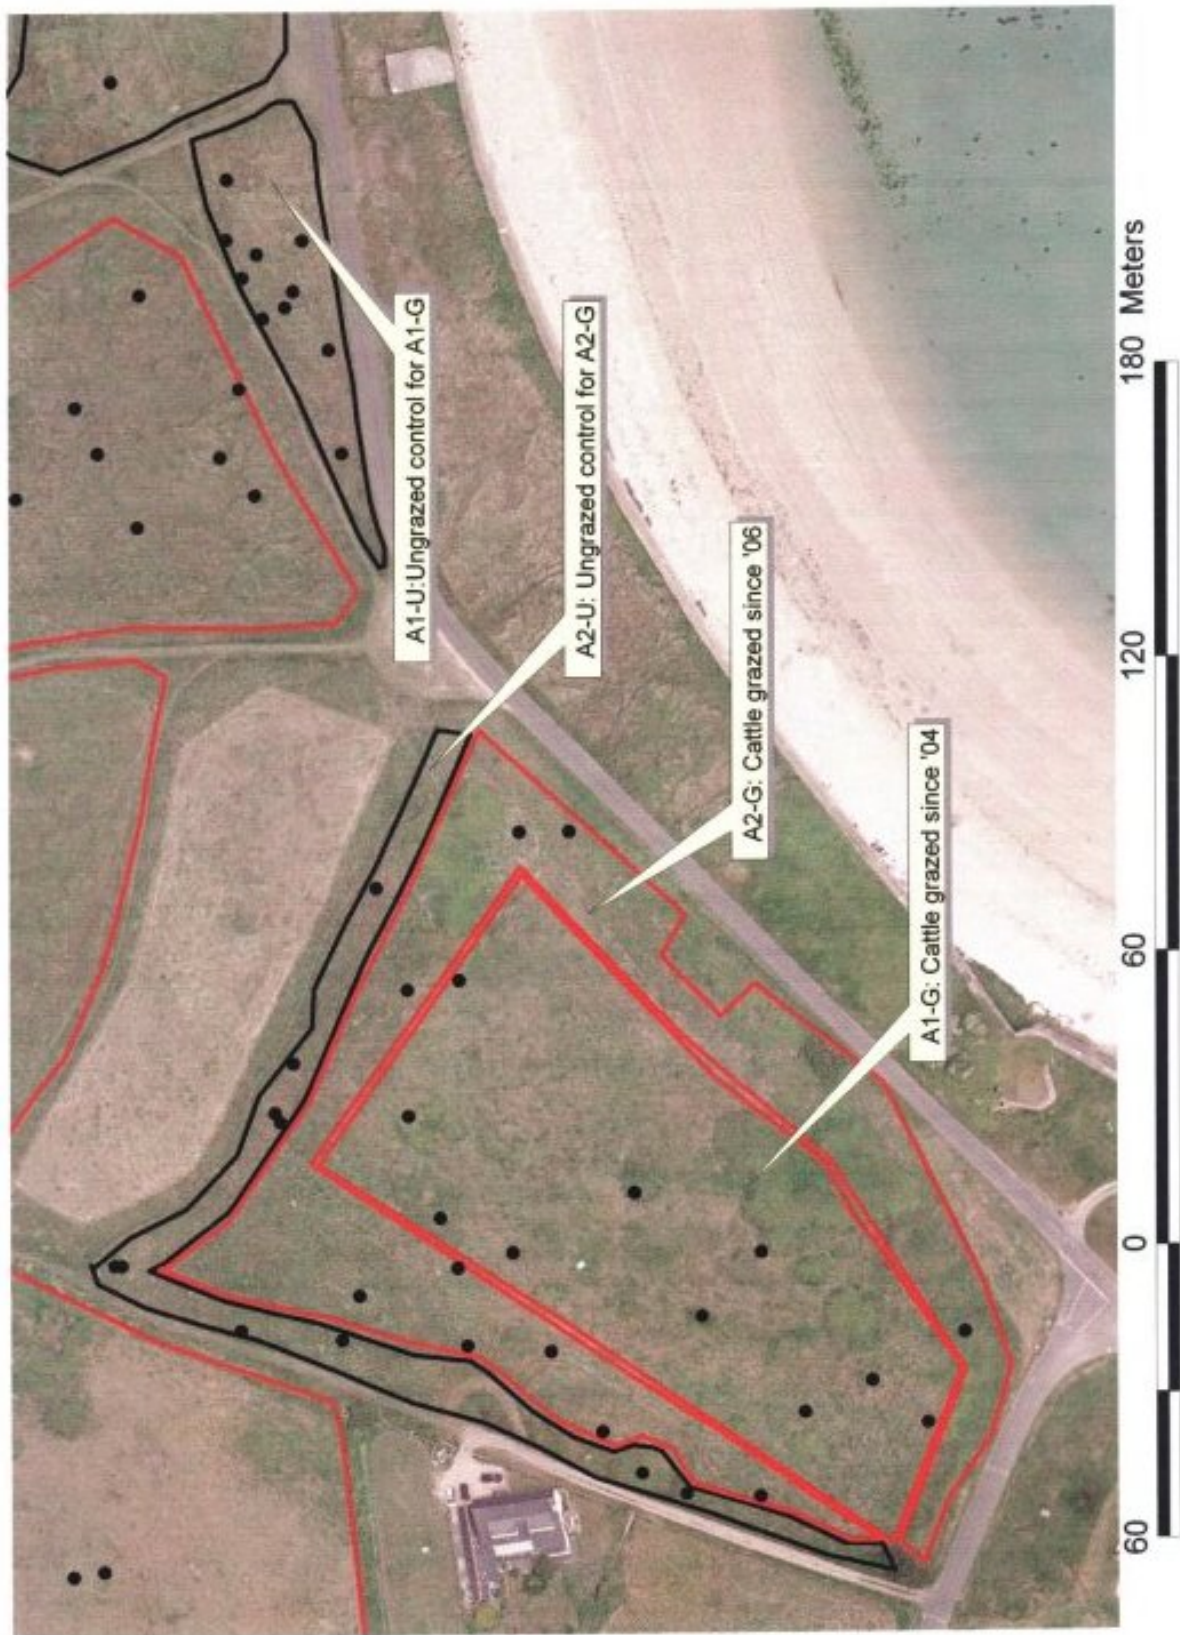 A1-U:Ungrazed control for A1-G
A2-U: Ungrazed control for A2-G
A2-G: Cattle grazed since '06
A1-G: Cattle grazed since '04
60 0 60 120 180 Meters